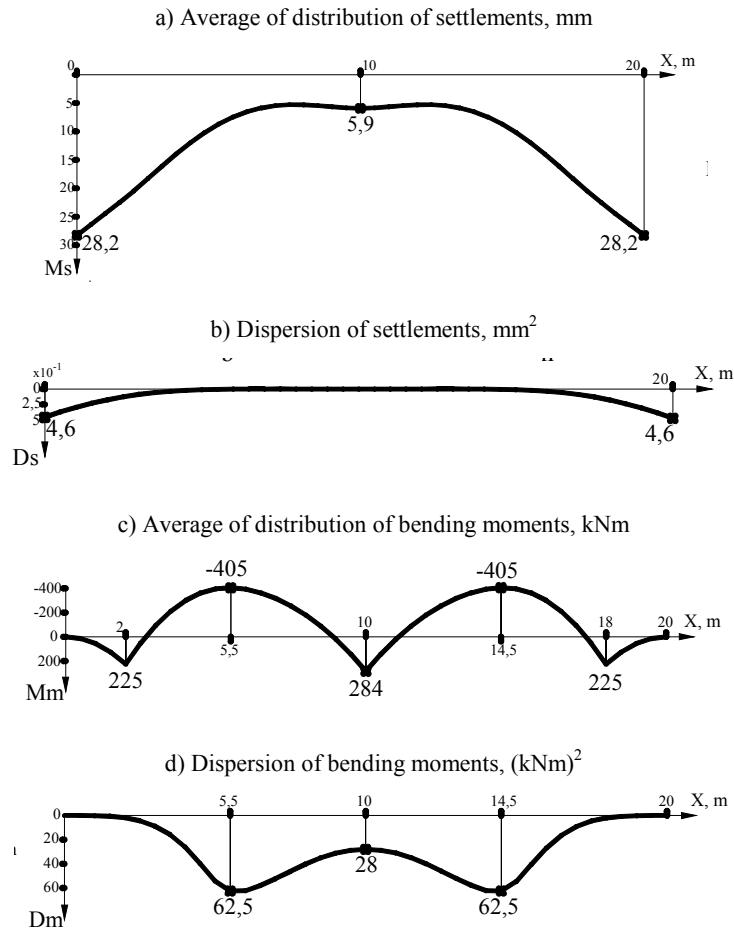 a) Average of distribution of settlements, mm
0 10 20 X, m
5
10
15
20
25
30
5,9
28,2 28,2
Ms
b) Dispersion of settlements, mm²
x10⁻¹
0 20 X, m
2,5
5
4,6 4,6
Ds
c) Average of distribution of bending moments, kNm
-405 -405
-400
-200
0 2 5,5 10 14,5 18 20 X, m
200
225 284 225
Mm
d) Dispersion of bending moments, (kNm)²
0 5,5 10 14,5 20 X, m
20
40
60
28
62,5 62,5
Dm